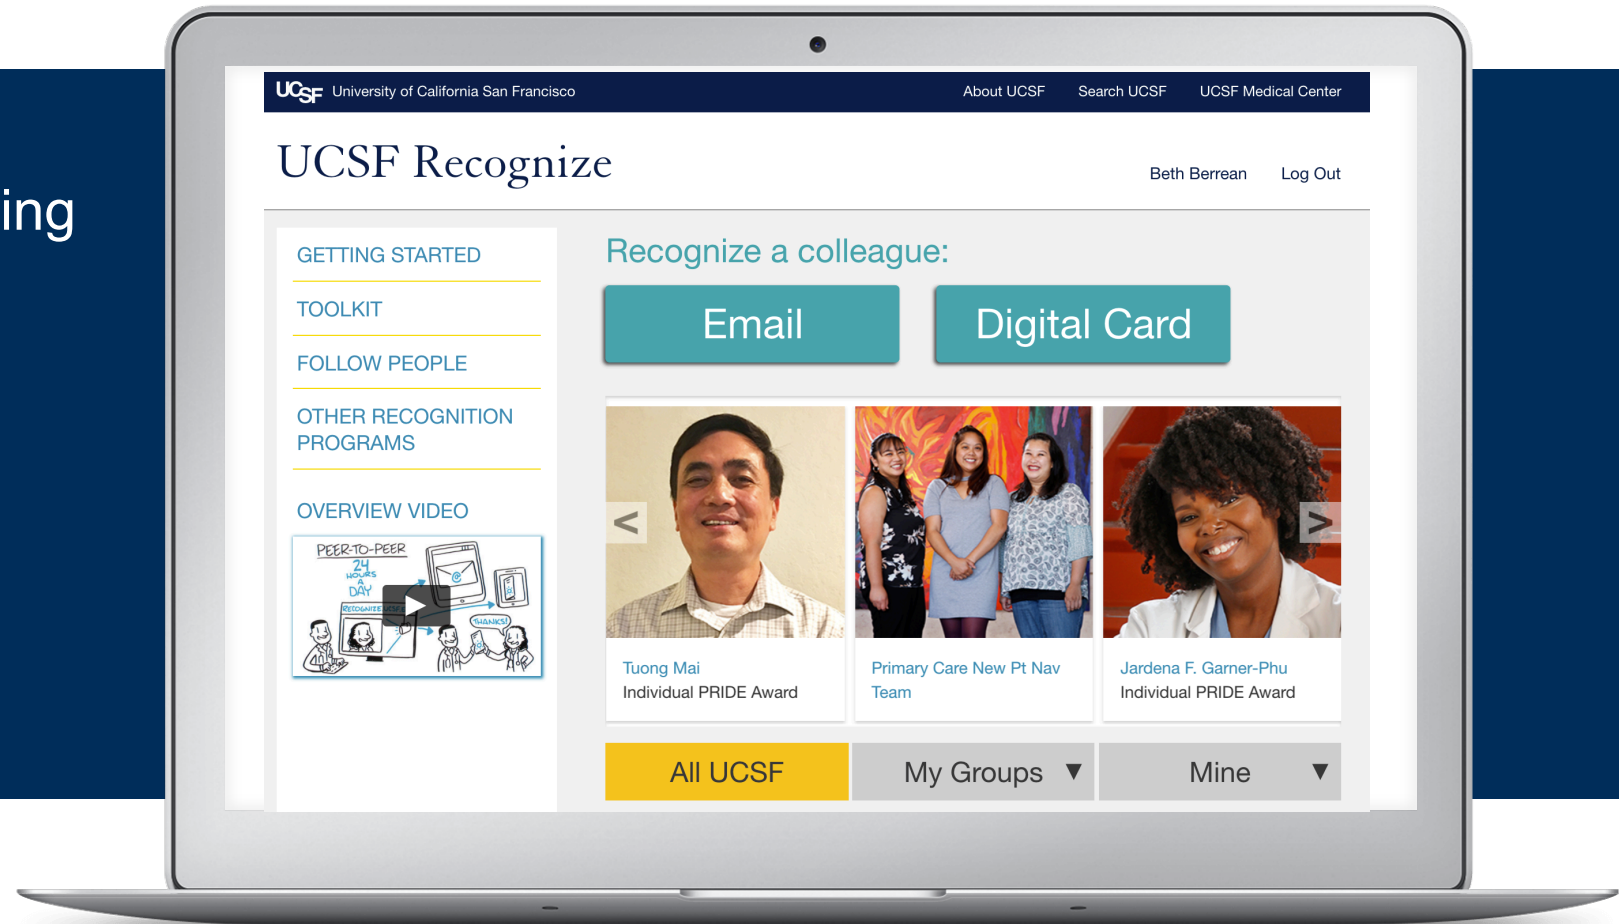 ing
UCSF University of California San Francisco
About UCSF Search UCSF UCSF Medical Center
UCSF Recognize
Beth Berrean Log Out
GETTING STARTED
TOOLKIT
FOLLOW PEOPLE
OTHER RECOGNITION
PROGRAMS
OVERVIEW VIDEO
PEER-TO-PEER
24
HOURS
A
DAY
THANKS!
Recognize a colleague:
Email
Digital Card
<
>
Tuong Mai
Individual PRIDE Award
Primary Care New Pt Nav
Team
Jardena F. Garner-Phu
Individual PRIDE Award
All UCSF
My Groups ▼
Mine ▼